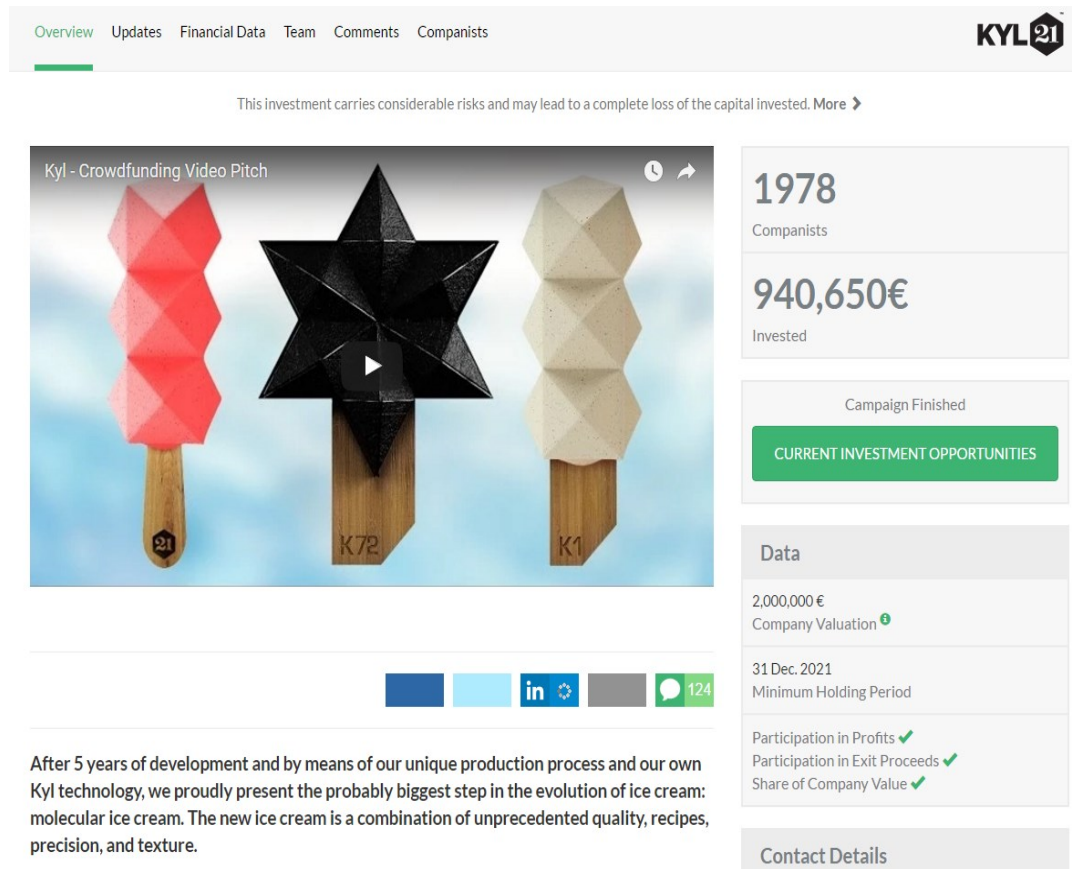 Overview Updates Financial Data Team Comments Companists
KYL 21
This investment carries considerable risks and may lead to a complete loss of the capital invested. More
Kyl - Crowdfunding Video Pitch
21
K72
K1
1978
Companists
940,650€
Invested
Campaign Finished
CURRENT INVESTMENT OPPORTUNITIES
Data
2,000,000 €
Company Valuation
31 Dec. 2021
Minimum Holding Period
Participation in Profits
Participation in Exit Proceeds
Share of Company Value
Contact Details
in
124
After 5 years of development and by means of our unique production process and our own
Kyl technology, we proudly present the probably biggest step in the evolution of ice cream:
molecular ice cream. The new ice cream is a combination of unprecedented quality, recipes,
precision, and texture.